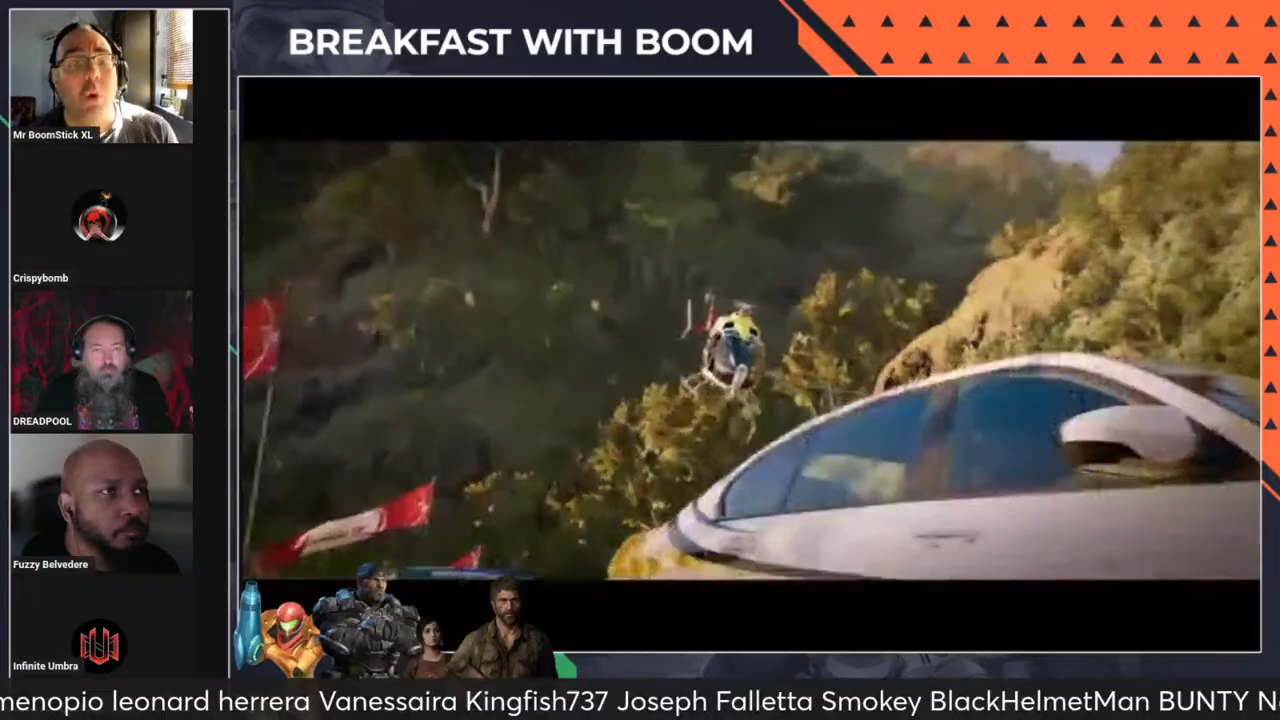 BREAKFAST WITH BOOM
Mr BoomStick XL
Crispybomb
DREADPOOL
Fuzzy Belvedere
Infinite Umbra
menopio leonard herrera Vanessaira Kingfish737 Joseph Falletta Smokey BlackHelmetMan BUNTY N